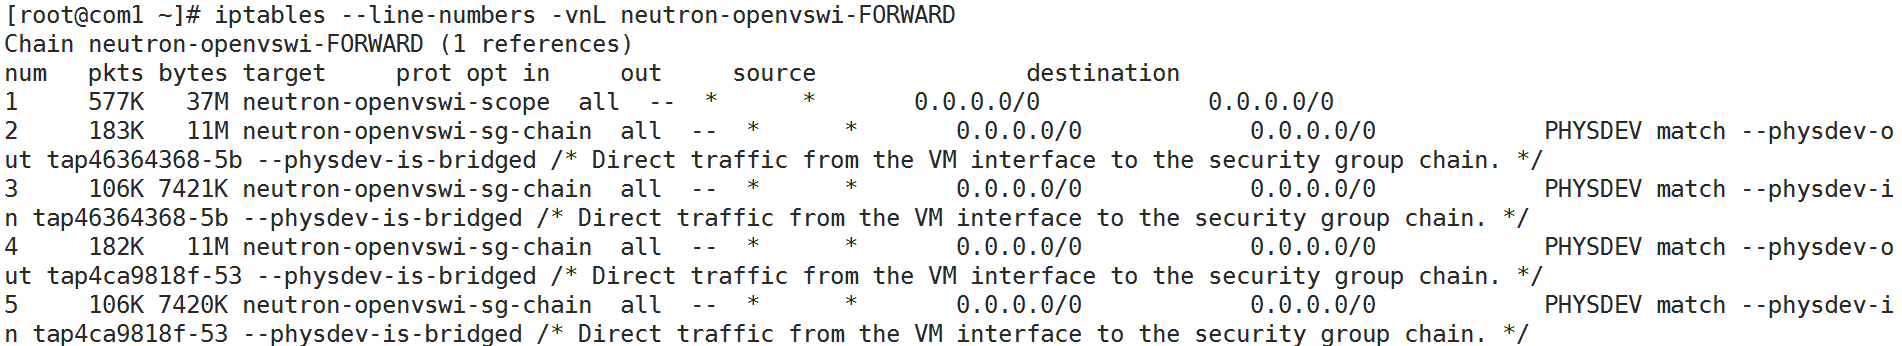 [root@com1 ~]# iptables --line-numbers -vnL neutron-openvswi-FORWARD
Chain neutron-openvswi-FORWARD (1 references)
num   pkts bytes target     prot opt in     out     source               destination
1     577K   37M neutron-openvswi-scope  all  --  *      *       0.0.0.0/0            0.0.0.0/0
2     183K   11M neutron-openvswi-sg-chain  all  --  *      *       0.0.0.0/0            0.0.0.0/0            PHYSDEV match --physdev-o
ut tap46364368-5b --physdev-is-bridged /* Direct traffic from the VM interface to the security group chain. */
3     106K 7421K neutron-openvswi-sg-chain  all  --  *      *       0.0.0.0/0            0.0.0.0/0            PHYSDEV match --physdev-i
n tap46364368-5b --physdev-is-bridged /* Direct traffic from the VM interface to the security group chain. */
4     182K   11M neutron-openvswi-sg-chain  all  --  *      *       0.0.0.0/0            0.0.0.0/0            PHYSDEV match --physdev-o
ut tap4ca9818f-53 --physdev-is-bridged /* Direct traffic from the VM interface to the security group chain. */
5     106K 7420K neutron-openvswi-sg-chain  all  --  *      *       0.0.0.0/0            0.0.0.0/0            PHYSDEV match --physdev-i
n tap4ca9818f-53 --physdev-is-bridged /* Direct traffic from the VM interface to the security group chain. */